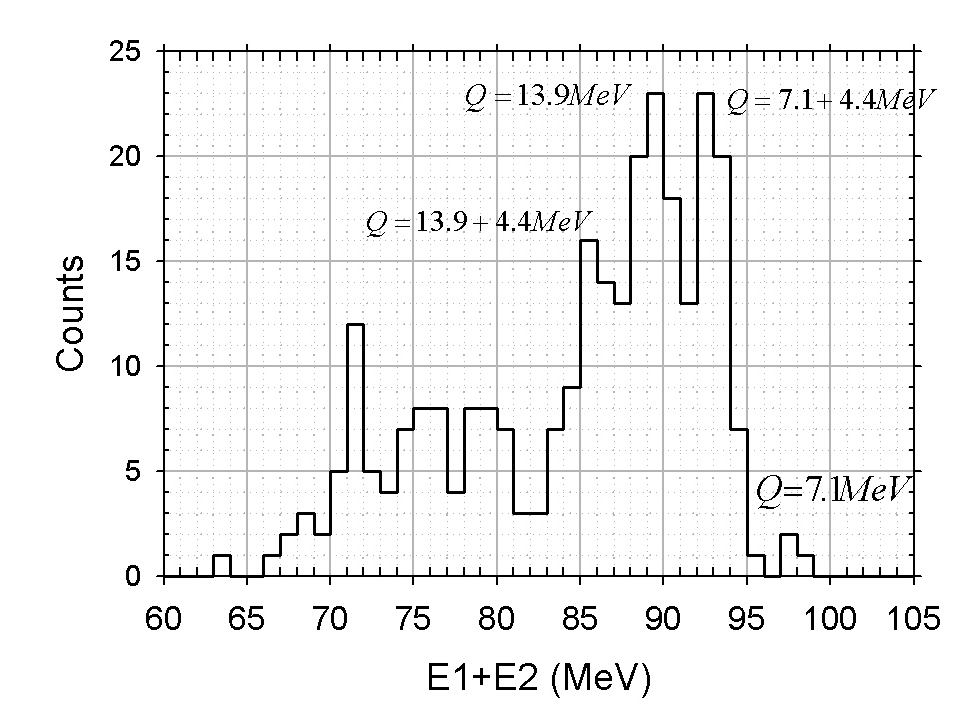 25
Q = 13.9MeV
Q = 7.1+ 4.4MeV
20
Q = 13.9 + 4.4MeV
15
Counts
10
5
Q=7.1MeV
0
60 65 70 75 80 85 90 95 100 105
E1+E2 (MeV)